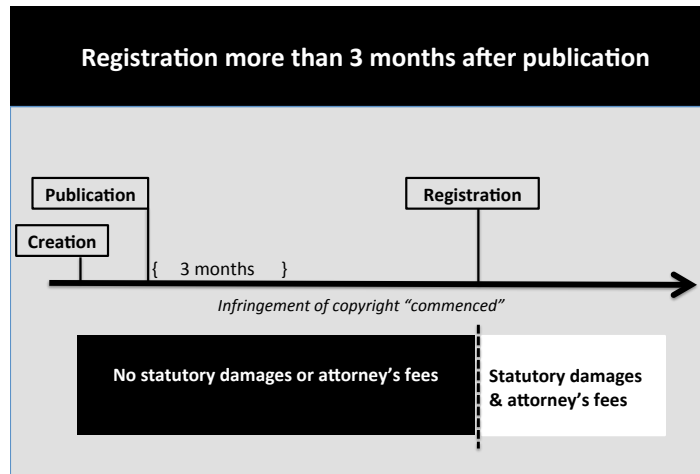 Registration more than 3 months after publication
Publication
Registration
Creation
{ 3 months }
Infringement of copyright “commenced”
No statutory damages or attorney’s fees
Statutory damages
& attorney’s fees